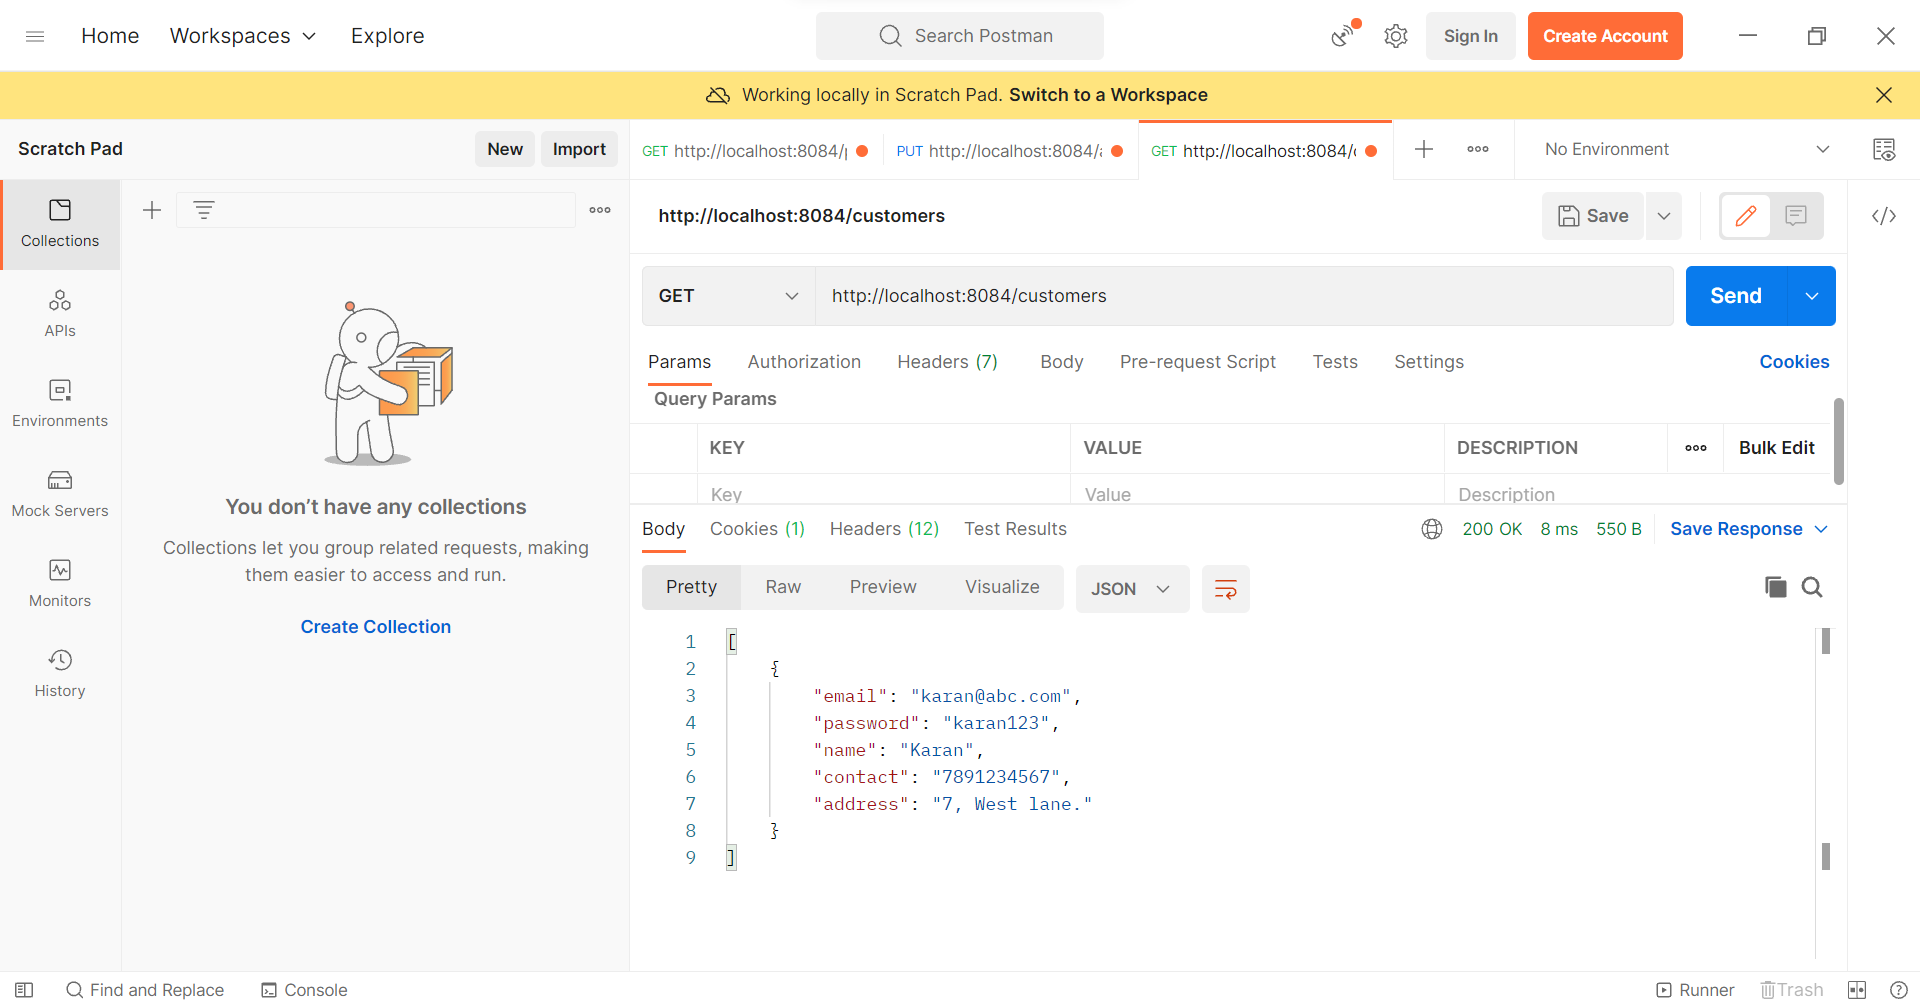 Home Workspaces Explore Search Postman Sign In Create Account
Working locally in Scratch Pad. Switch to a Workspace
Scratch Pad New Import
GET http://localhost:8084/ PUT http://localhost:8084/ GET http://localhost:8084/ No Environment
Collections
APIs
Environments
Mock Servers
Monitors
History
You don’t have any collections
Collections let you group related requests, making
them easier to access and run.
Create Collection
http://localhost:8084/customers Save
GET http://localhost:8084/customers Send
Params Authorization Headers (7) Body Pre-request Script Tests Settings Cookies
Query Params
KEY VALUE DESCRIPTION Bulk Edit
Key Value Description
Body Cookies (1) Headers (12) Test Results 200 OK 8 ms 550 B Save Response
Pretty Raw Preview Visualize JSON
1 [
2 {
3 "email": "karan@abc.com",
4 "password": "karan123",
5 "name": "Karan",
6 "contact": "7891234567",
7 "address": "7, West lane."
8 }
9 ]
Find and Replace Console Runner Trash